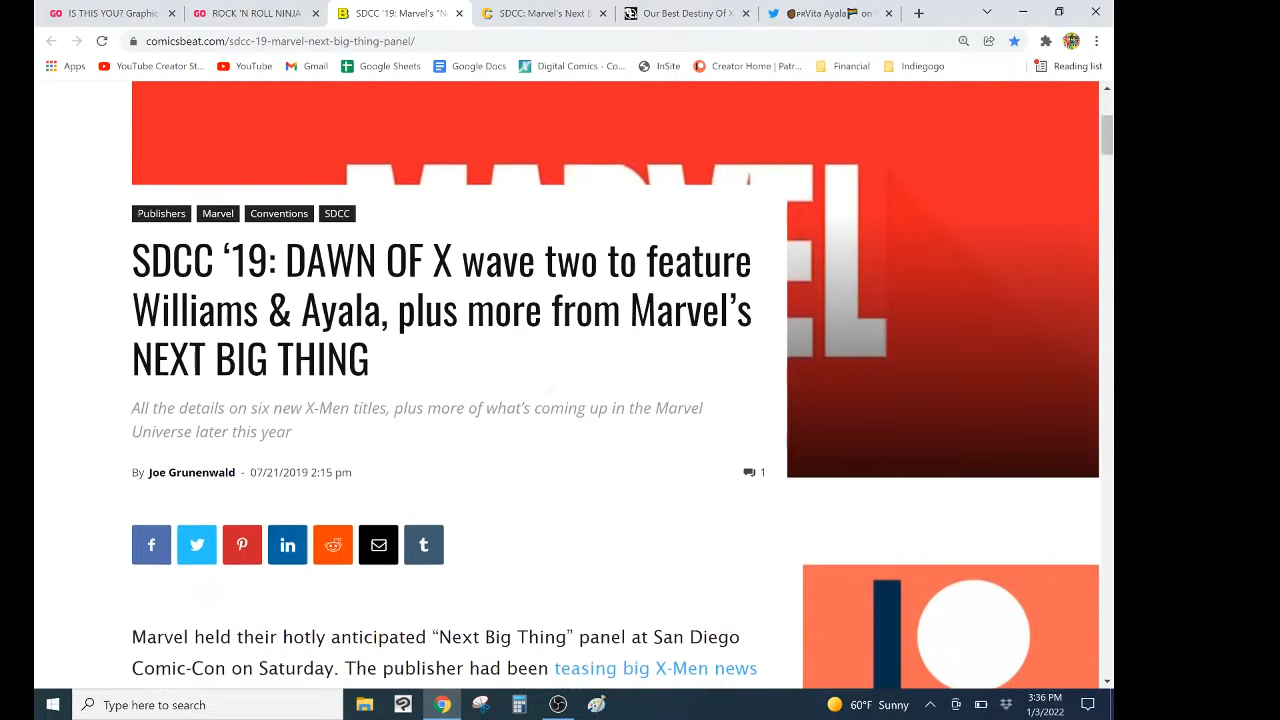 IS THIS YOU? Graphic
ROCK 'N ROLL NINJA
SDCC '19: Marvel's "N
SDCC: Marvel's Next B
Our Best Destiny Of X
Vita Ayala
comicsbeat.com/sdcc-19-marvel-next-big-thing-panel/
Apps YouTube Creator St... YouTube Gmail Google Sheets Google Docs Digital Comics - Co... InSite Creator Home | Patr... Financial Indiegogo Reading list
MARVEL
Publishers Marvel Conventions SDCC
SDCC ‘19: DAWN OF X wave two to feature
Williams & Ayala, plus more from Marvel’s
NEXT BIG THING
All the details on six new X-Men titles, plus more of what’s coming up in the Marvel
Universe later this year
By Joe Grunenwald - 07/21/2019 2:15 pm 1
Marvel held their hotly anticipated “Next Big Thing” panel at San Diego
Comic-Con on Saturday. The publisher had been teasing big X-Men news
Type here to search
60°F Sunny
3:36 PM
1/3/2022